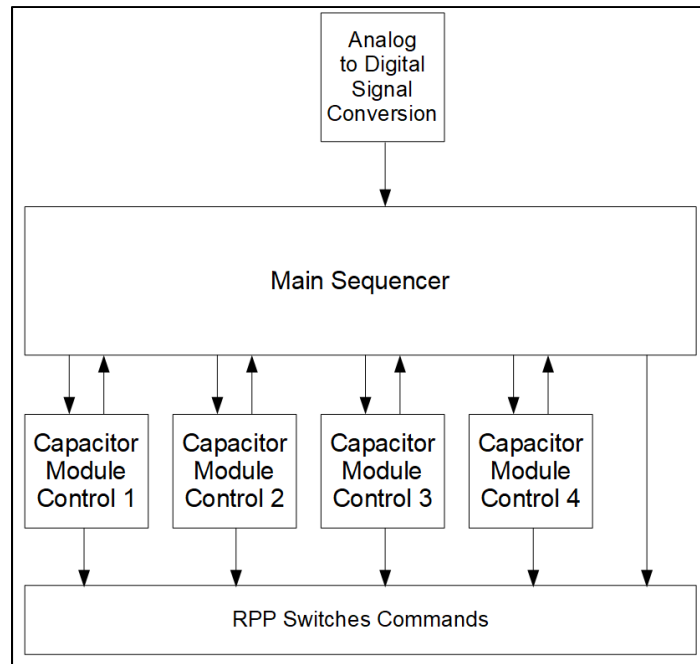 Analog
to Digital
Signal
Conversion
Main Sequencer
Capacitor
Module
Control 1
Capacitor
Module
Control 2
Capacitor
Module
Control 3
Capacitor
Module
Control 4
RPP Switches Commands